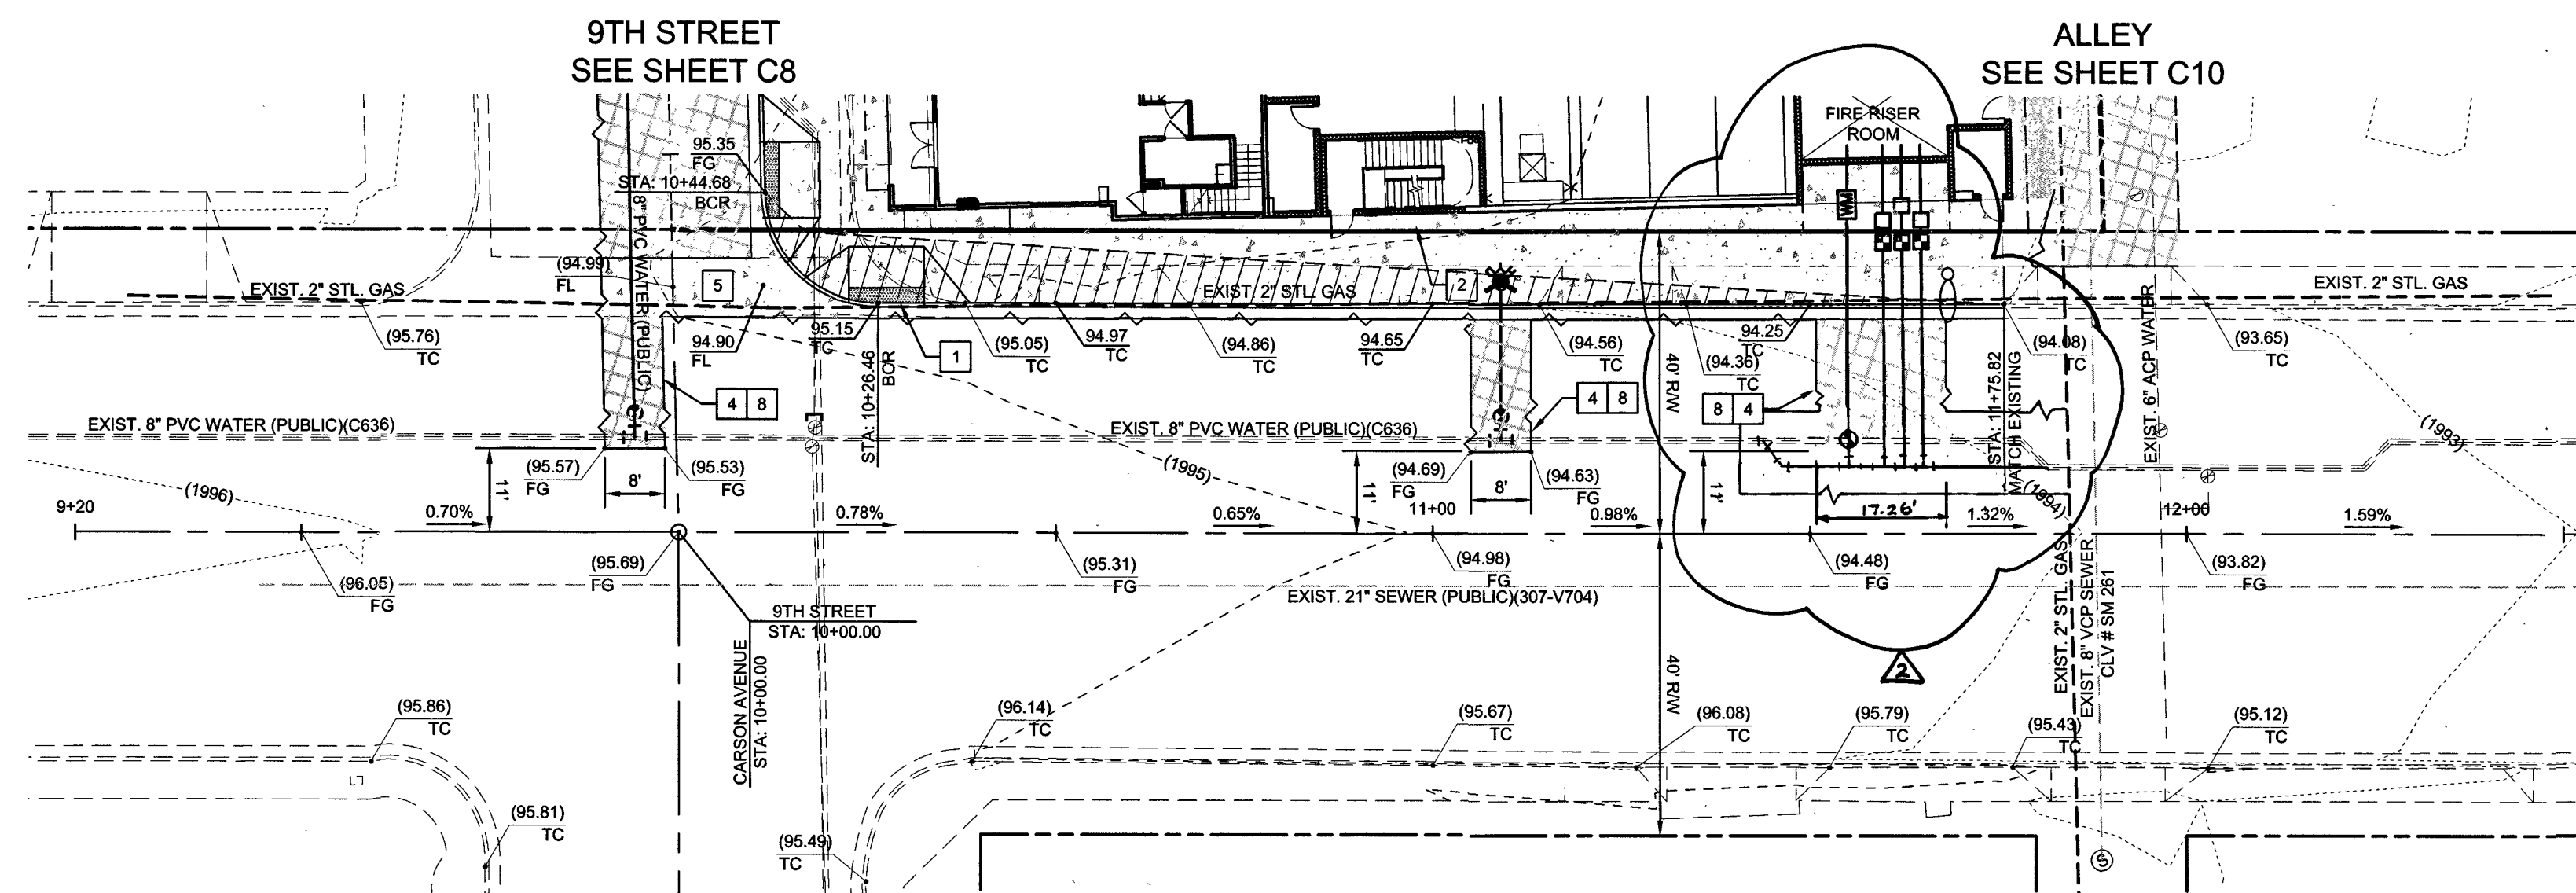 9TH STREET
SEE SHEET C8
ALLEY
SEE SHEET C10
FIRE RISER
ROOM
95.35
FG
STA: 10+44.68
BCR
8" PVC WATER (PUBLIC)
WM
(94.99)
FL
5
EXIST. 2" STL. GAS
EXIST. 2" STL. GAS
2
EXIST. 2" STL. GAS
(95.76)
TC
94.90
FL
95.15
TC
1
(95.05)
TC
94.97
TC
(94.86)
TC
94.65
TC
(94.56)
TC
(94.36)
TC
94.25
TC
(94.08)
TC
(93.65)
TC
STA: 10+26.46
BCR
40' R/W
STA: 11+75.82
MATCH EXISTING
EXIST. 6" ACP WATER
4 8
4 8
8 4
EXIST. 8" PVC WATER (PUBLIC)(C636)
EXIST. 8" PVC WATER (PUBLIC)(C636)
(1993)
(95.57)
FG
8'
(95.53)
FG
11'
(1996)
(1995)
(94.69)
FG
8'
(94.63)
FG
11'
11'
17.26'
(1994)
9+20
0.70%
0.78%
0.65%
11+00
0.98%
1.32%
12+00
1.59%
(96.05)
FG
(95.69)
FG
(95.31)
FG
(94.98)
FG
(94.48)
FG
(93.82)
FG
EXIST. 21" SEWER (PUBLIC)(307-V704)
9TH STREET
STA: 10+00.00
CARSON AVENUE
STA: 10+00.00
40' R/W
2
EXIST. 2" STL. GAS
EXIST. 8" VCP SEWER
CLV # SM 261
(95.86)
TC
(96.14)
TC
(95.67)
TC
(96.08)
TC
(95.79)
TC
(95.43)
TC
(95.12)
TC
(95.81)
TC
(95.49)
TC
S